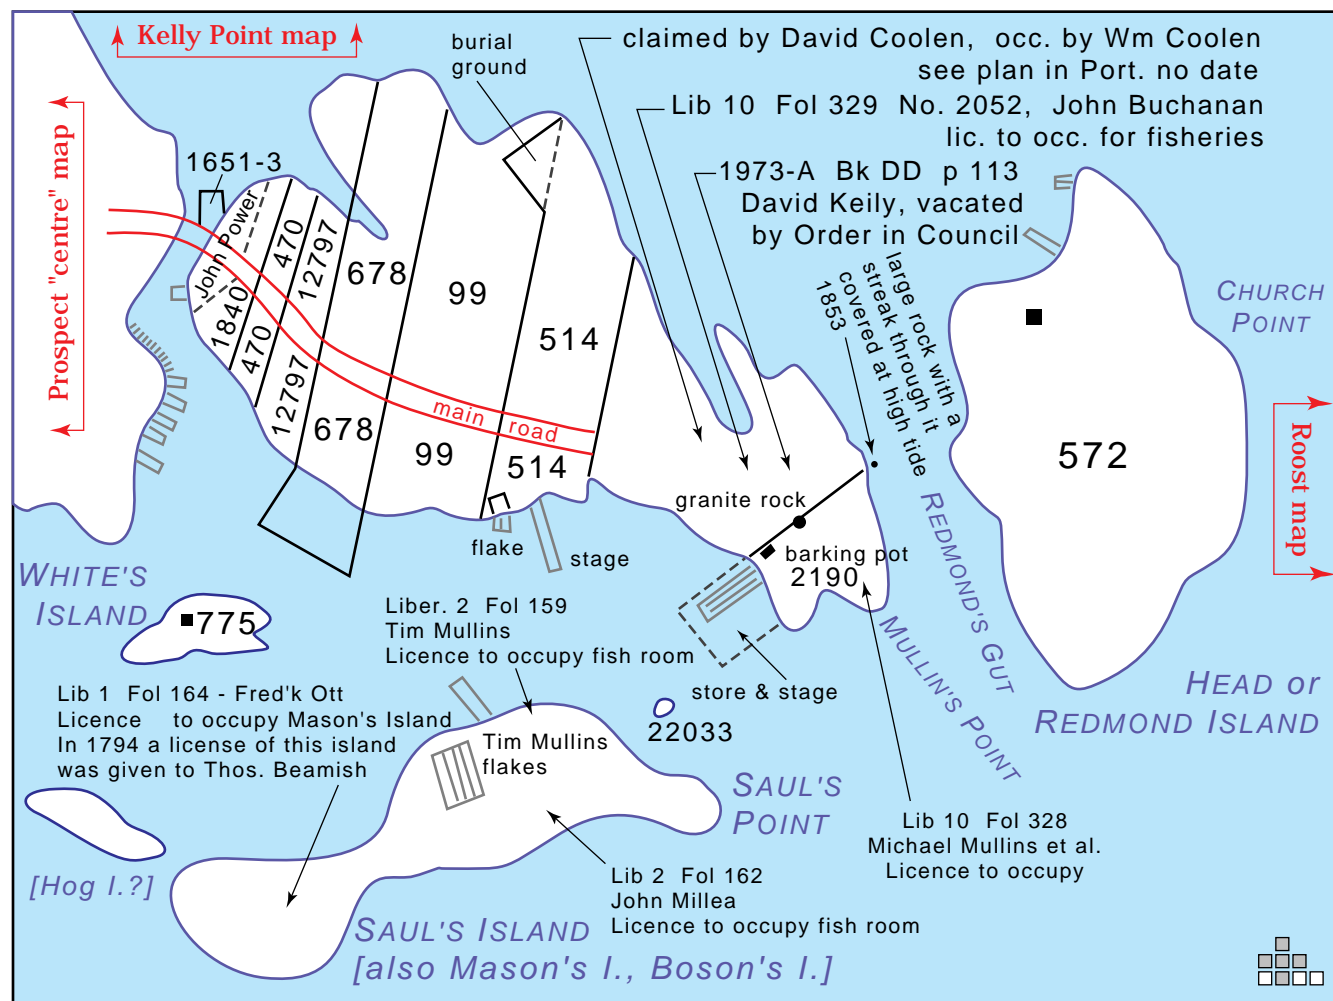 Kelly Point map
burial
ground
claimed by David Coolen, occ. by Wm Coolen
see plan in Port. no date
Lib 10 Fol 329 No. 2052, John Buchanan
lic. to occ. for fisheries
1973-A Bk DD p 113
David Keily, vacated
by Order in Council
Prospect "centre" map
1651-3
John Power
1840
470
470
12797
12797
678
678
99
99
514
514
main road
large rock with a
streak through it
covered at high tide
1853
CHURCH
POINT
572
Roost map
granite rock
barking pot
2190
flake
stage
store & stage
REDMOND'S GUT
MULLIN'S POINT
HEAD or
REDMOND ISLAND
WHITE'S
ISLAND
775
Liber. 2 Fol 159
Tim Mullins
Licence to occupy fish room
Lib 1 Fol 164 - Fred'k Ott
Licence to occupy Mason's Island
In 1794 a license of this island
was given to Thos. Beamish
22033
Tim Mullins
flakes
SAUL'S
POINT
Lib 10 Fol 328
Michael Mullins et al.
Licence to occupy
Lib 2 Fol 162
John Millea
Licence to occupy fish room
[Hog I.?]
SAUL'S ISLAND
[also Mason's I., Boson's I.]